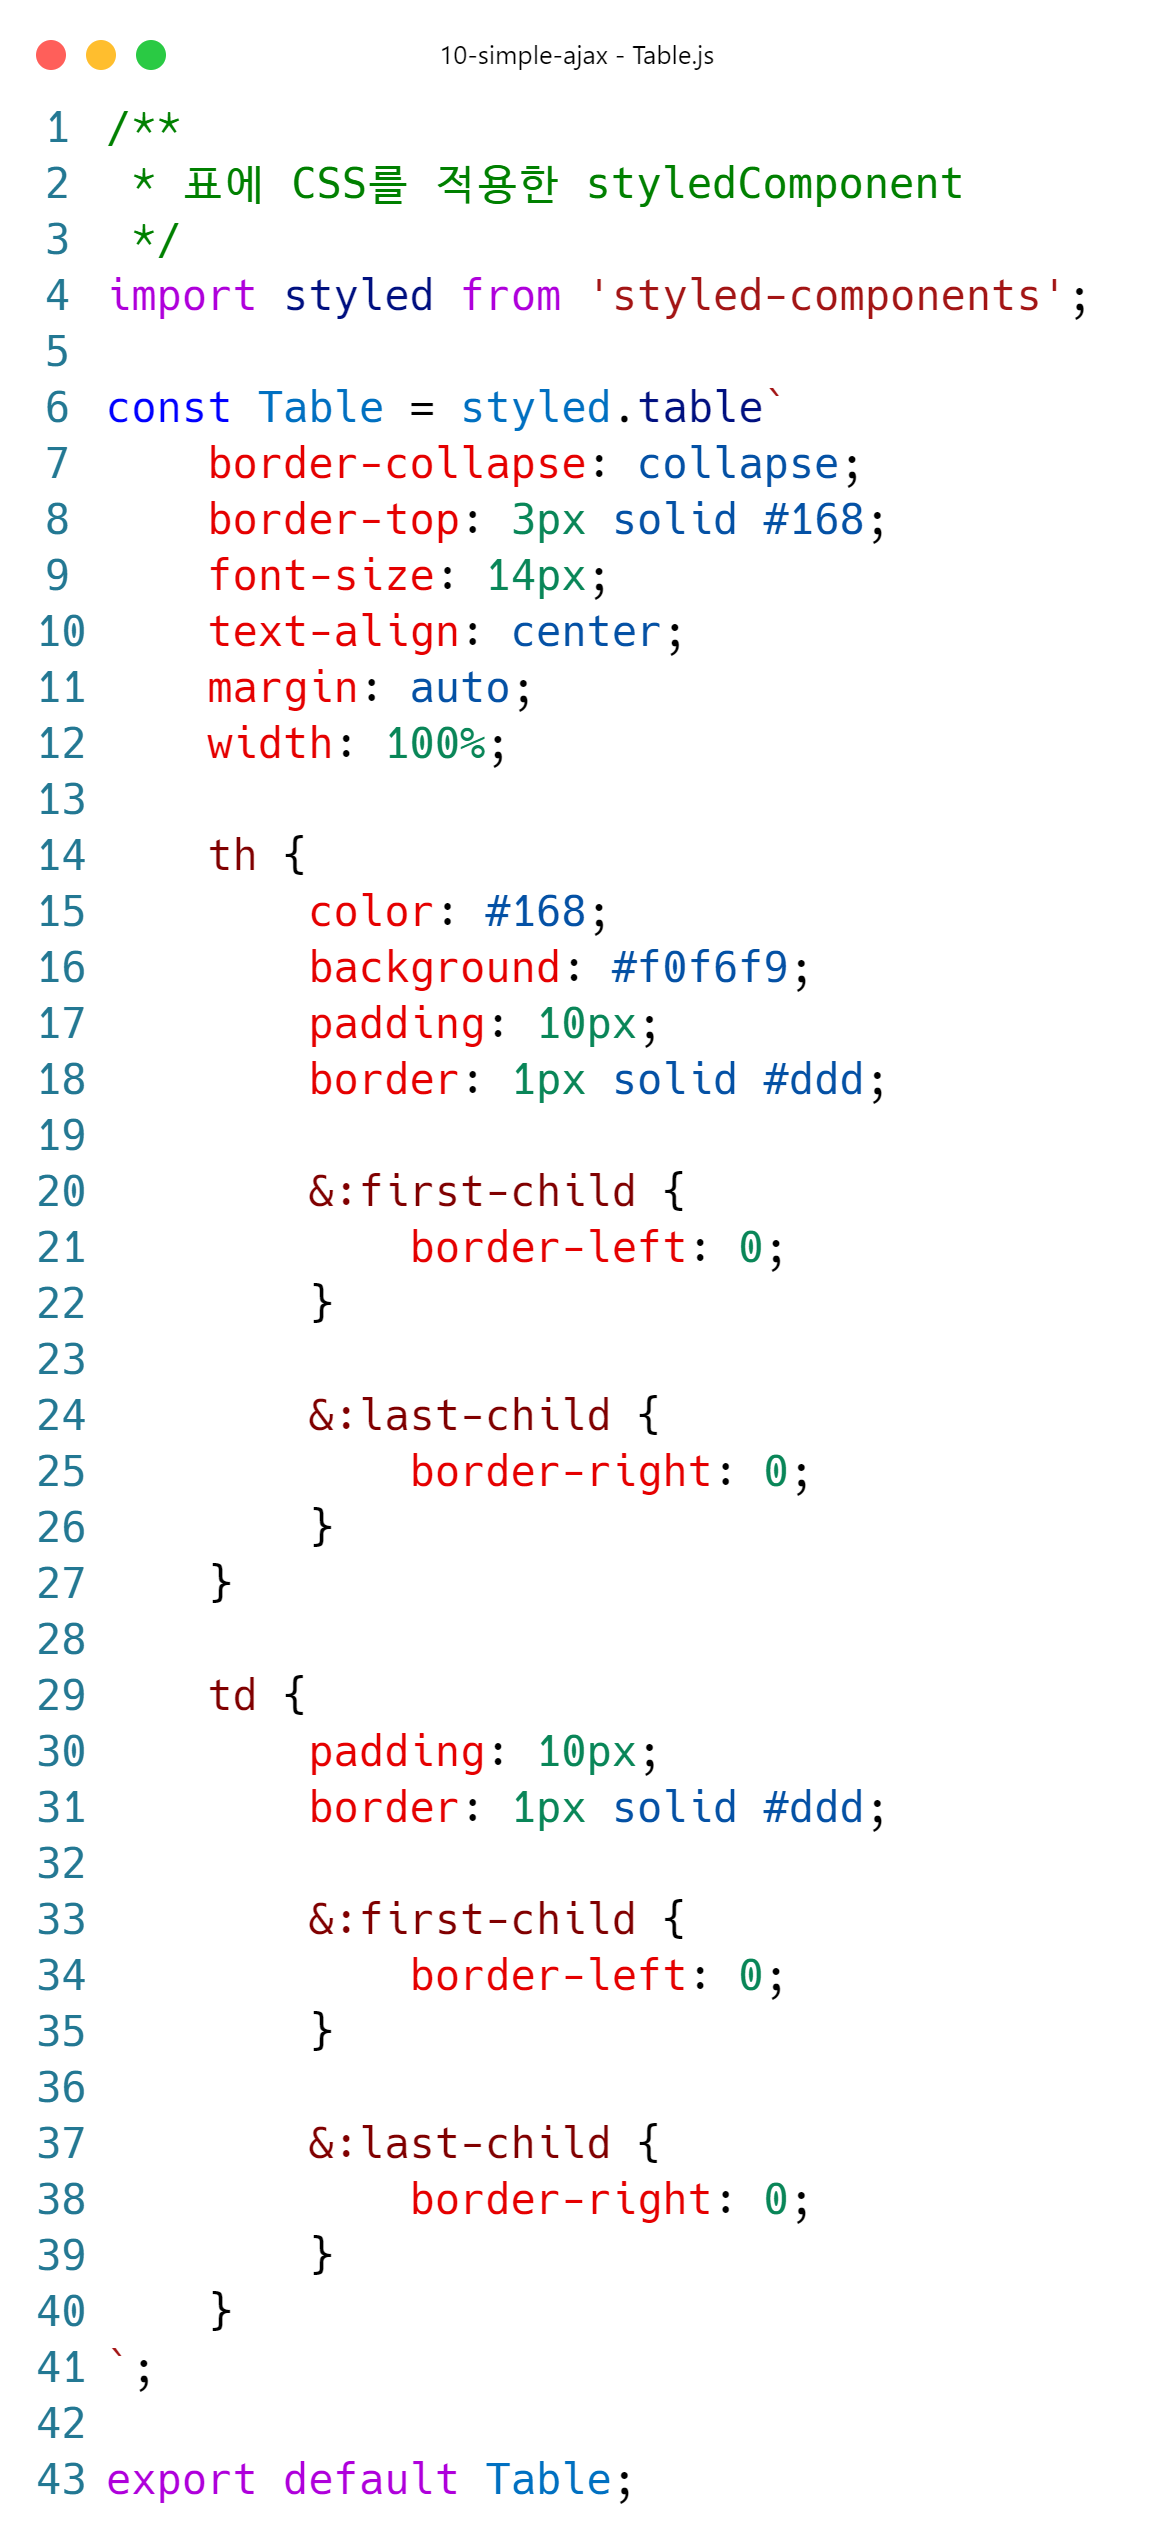 10-simple-ajax - Table.js
1 /**
2  * 표에 CSS를 적용한 styledComponent
3  */
4 import styled from 'styled-components';
5
6 const Table = styled.table`
7     border-collapse: collapse;
8     border-top: 3px solid #168;
9     font-size: 14px;
10     text-align: center;
11     margin: auto;
12     width: 100%;
13
14     th {
15         color: #168;
16         background: #f0f6f9;
17         padding: 10px;
18         border: 1px solid #ddd;
19
20         &:first-child {
21             border-left: 0;
22         }
23
24         &:last-child {
25             border-right: 0;
26         }
27     }
28
29     td {
30         padding: 10px;
31         border: 1px solid #ddd;
32
33         &:first-child {
34             border-left: 0;
35         }
36
37         &:last-child {
38             border-right: 0;
39         }
40     }
41 `;
42
43 export default Table;